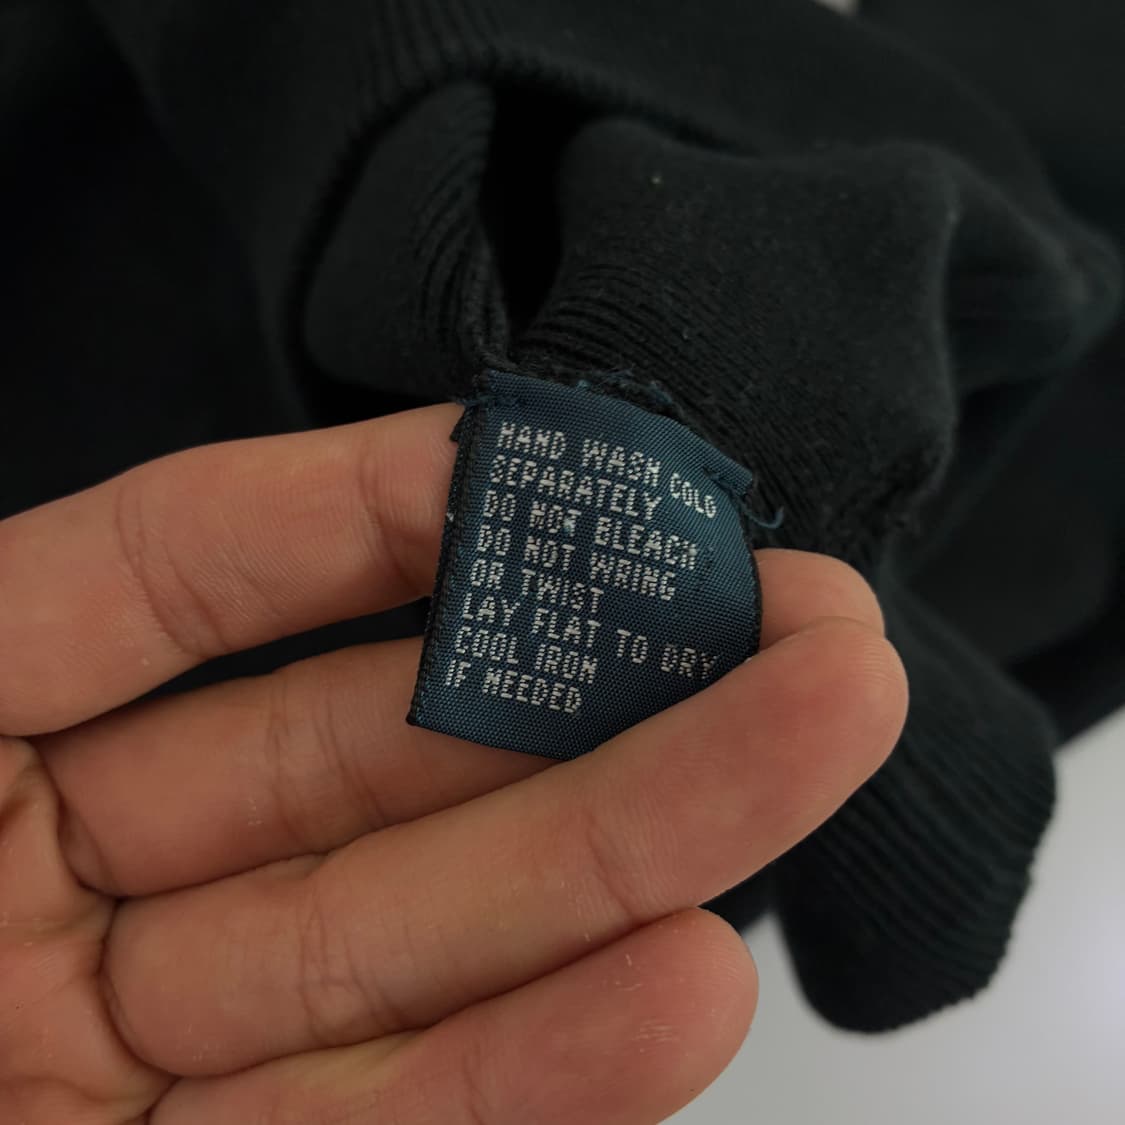 HAND WASH COLD
SEPARATELY
DO NOT BLEACH
DO NOT WRING
OR TWIST
LAY FLAT TO DRY
COOL IRON
IF NEEDED